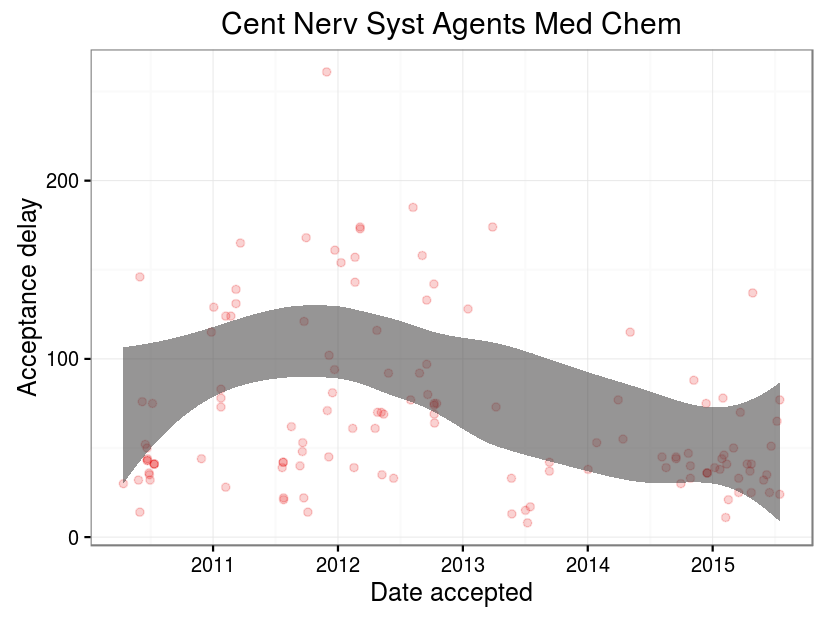 Cent Nerv Syst Agents Med Chem
Acceptance delay
200
100
0
2011 2012 2013 2014 2015
Date accepted